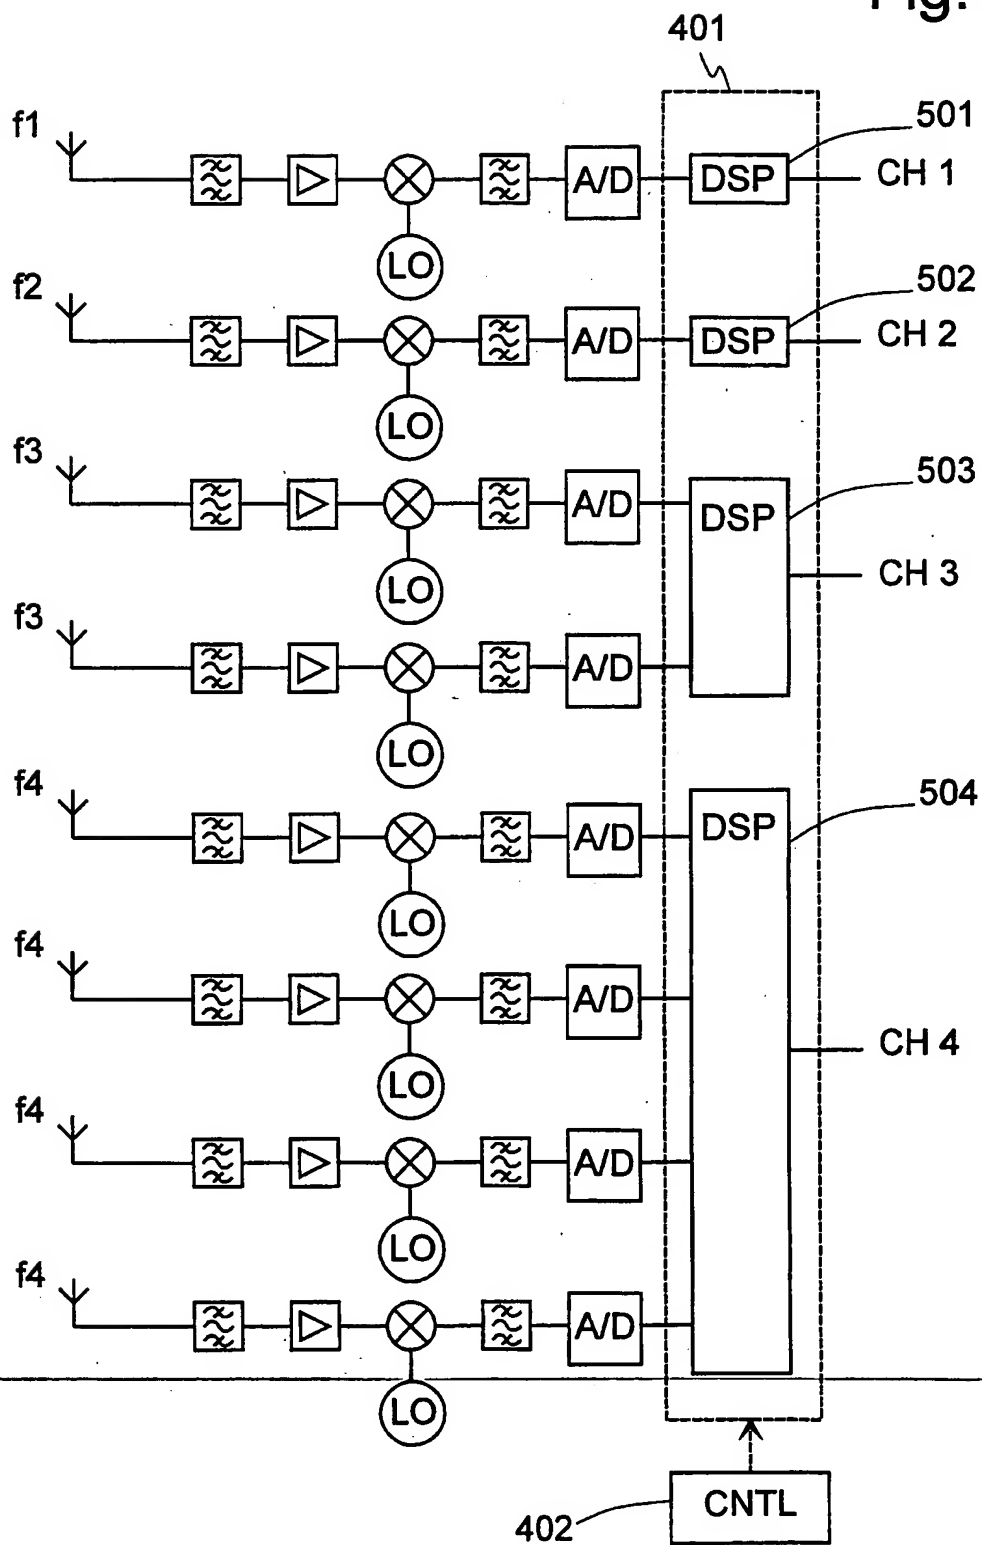 Fig.
401
f1
A/D
DSP
501
CH 1
LO
f2
A/D
DSP
502
CH 2
LO
f3
A/D
DSP
503
LO
CH 3
f3
A/D
LO
f4
A/D
DSP
504
LO
f4
A/D
CH 4
LO
f4
A/D
LO
f4
A/D
LO
402
CNTL